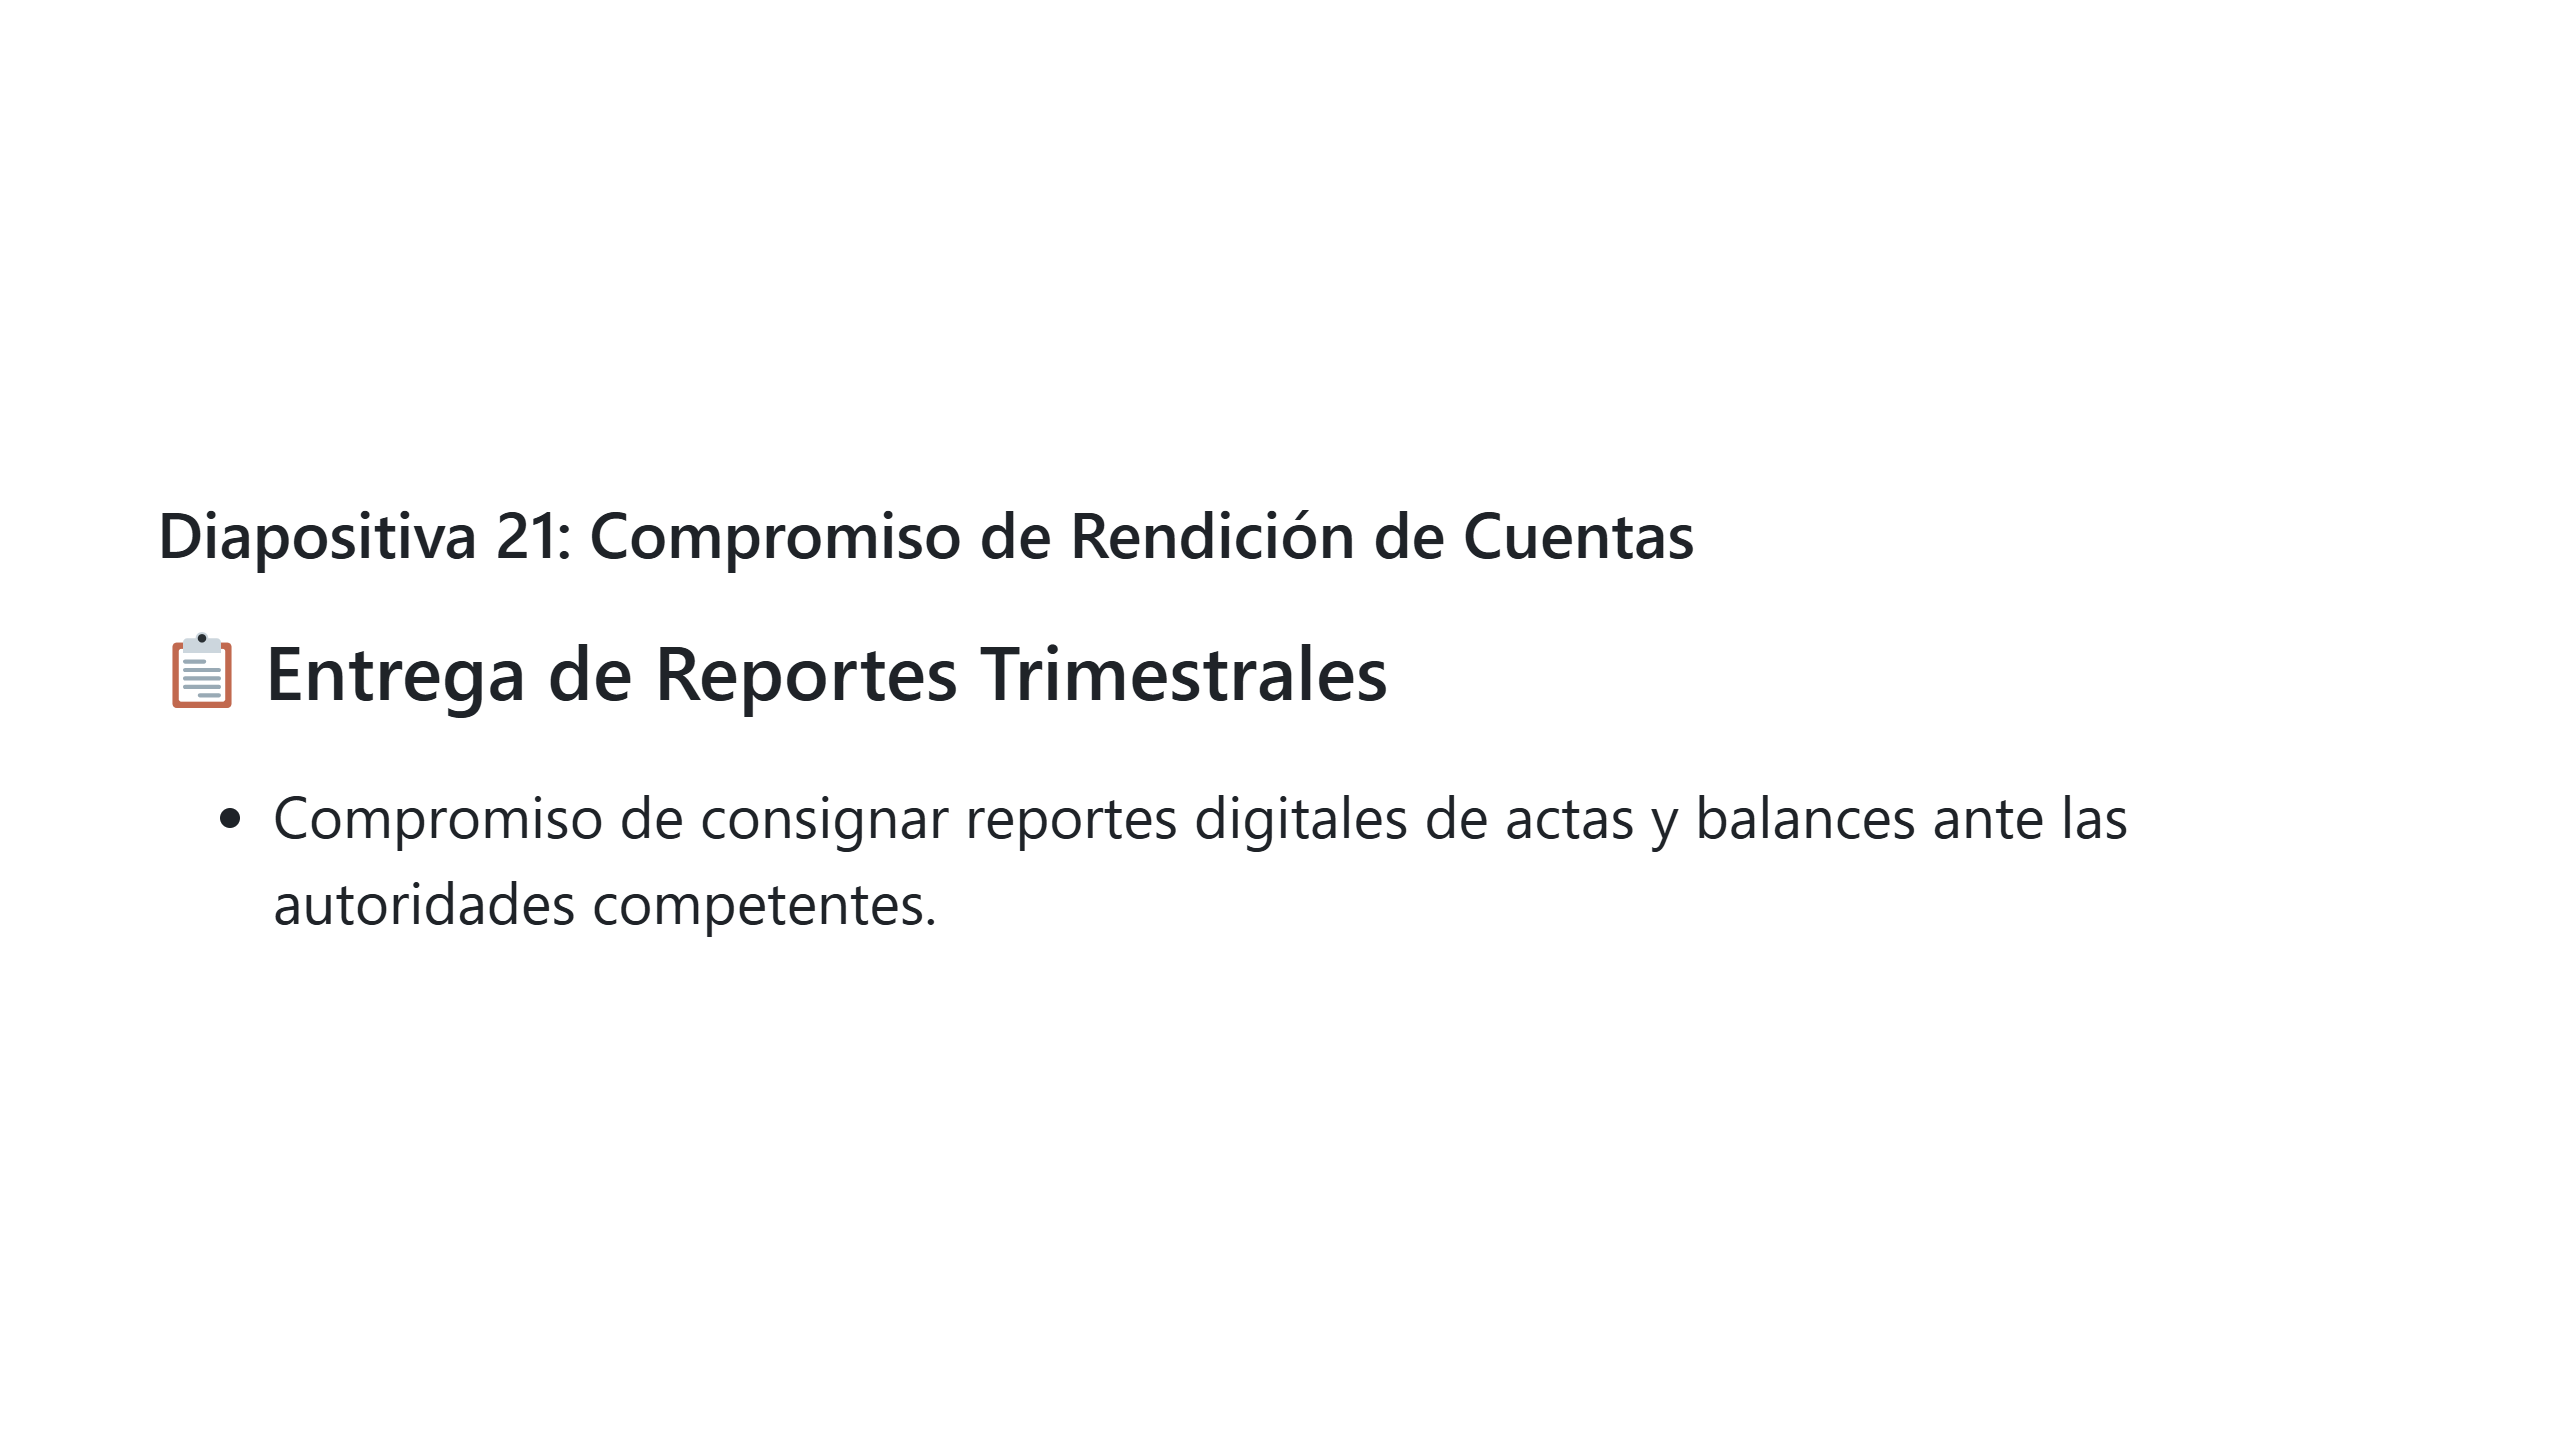 Diapositiva 21: Compromiso de Rendición de Cuentas
📋 Entrega de Reportes Trimestrales
• Compromiso de consignar reportes digitales de actas y balances ante las
autoridades competentes.